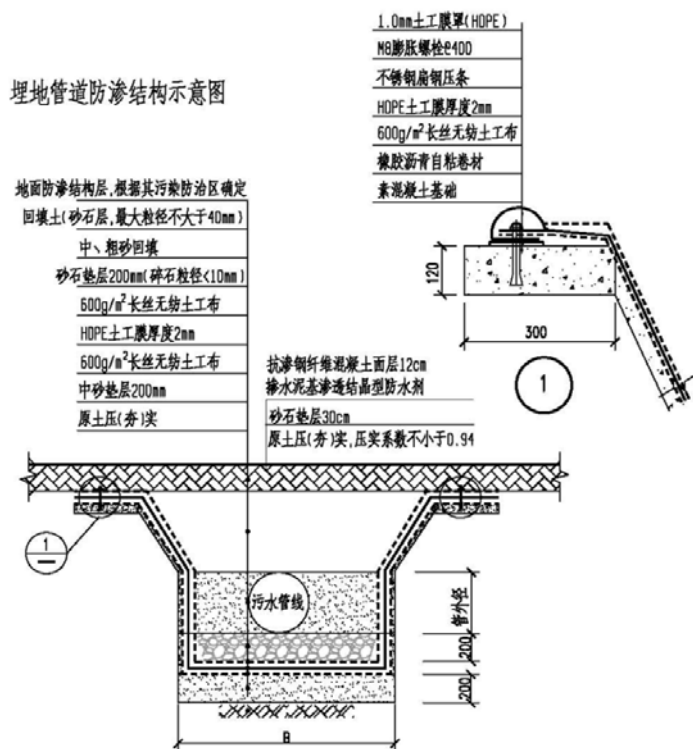 埋地管道防渗结构示意图
1.0mm土工膜罩(HDPE)
M8膨胀螺栓@400
不锈钢扁钢压条
HDPE土工膜厚度2mm
600g/m²长丝无纺土工布
橡胶沥青自粘卷材
素混凝土基础
120
300
1
地面防渗结构层,根据其污染防治区确定
回填土(砂石层,最大粒径不大于40mm)
中、粗砂回填
砂石垫层200mm(碎石粒径<10mm)
600g/m²长丝无纺土工布
HDPE土工膜厚度2mm
600g/m²长丝无纺土工布
中砂垫层200mm
原土压(夯)实
抗渗钢纤维混凝土面层12cm
掺水泥基渗透结晶型防水剂
砂石垫层30cm
原土压(夯)实,压实系数不小于0.94
1
污水管线
管外径
200
200
B